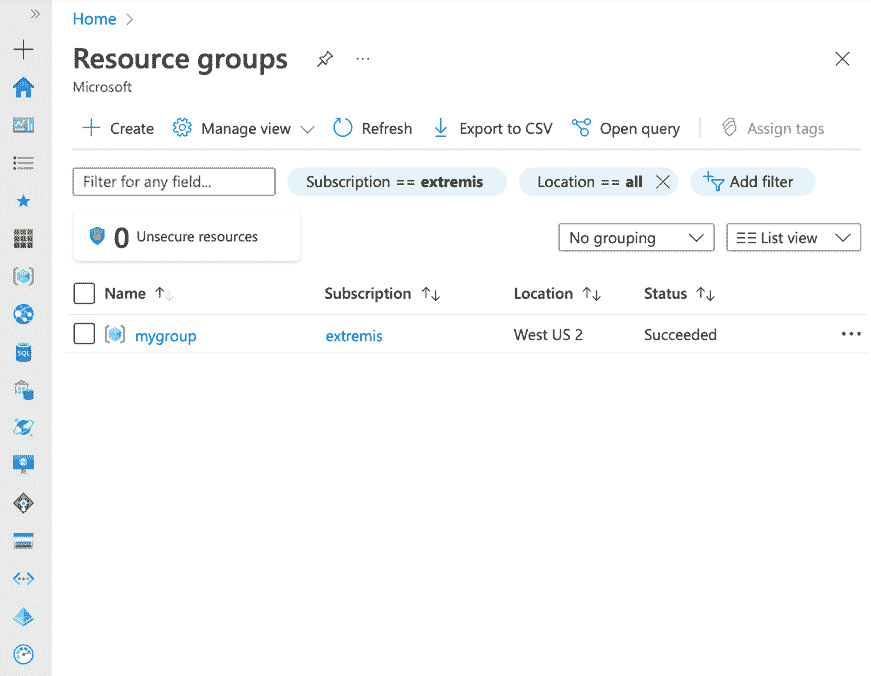 Home
Resource groups
Microsoft
Create Manage view Refresh Export to CSV Open query Assign tags
Filter for any field... Subscription == extremis Location == all Add filter
0 Unsecure resources No grouping List view
Name Subscription Location Status
mygroup extremis West US 2 Succeeded
SQL